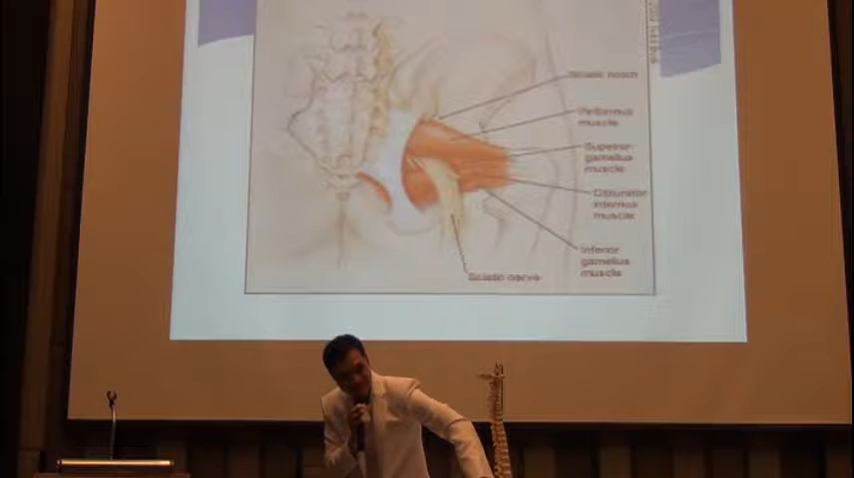 Sciatic notch
Piriformis
muscle
Superior
gemellus
muscle
Obturator
internus
muscle
Inferior
gemellus
muscle
Sciatic nerve